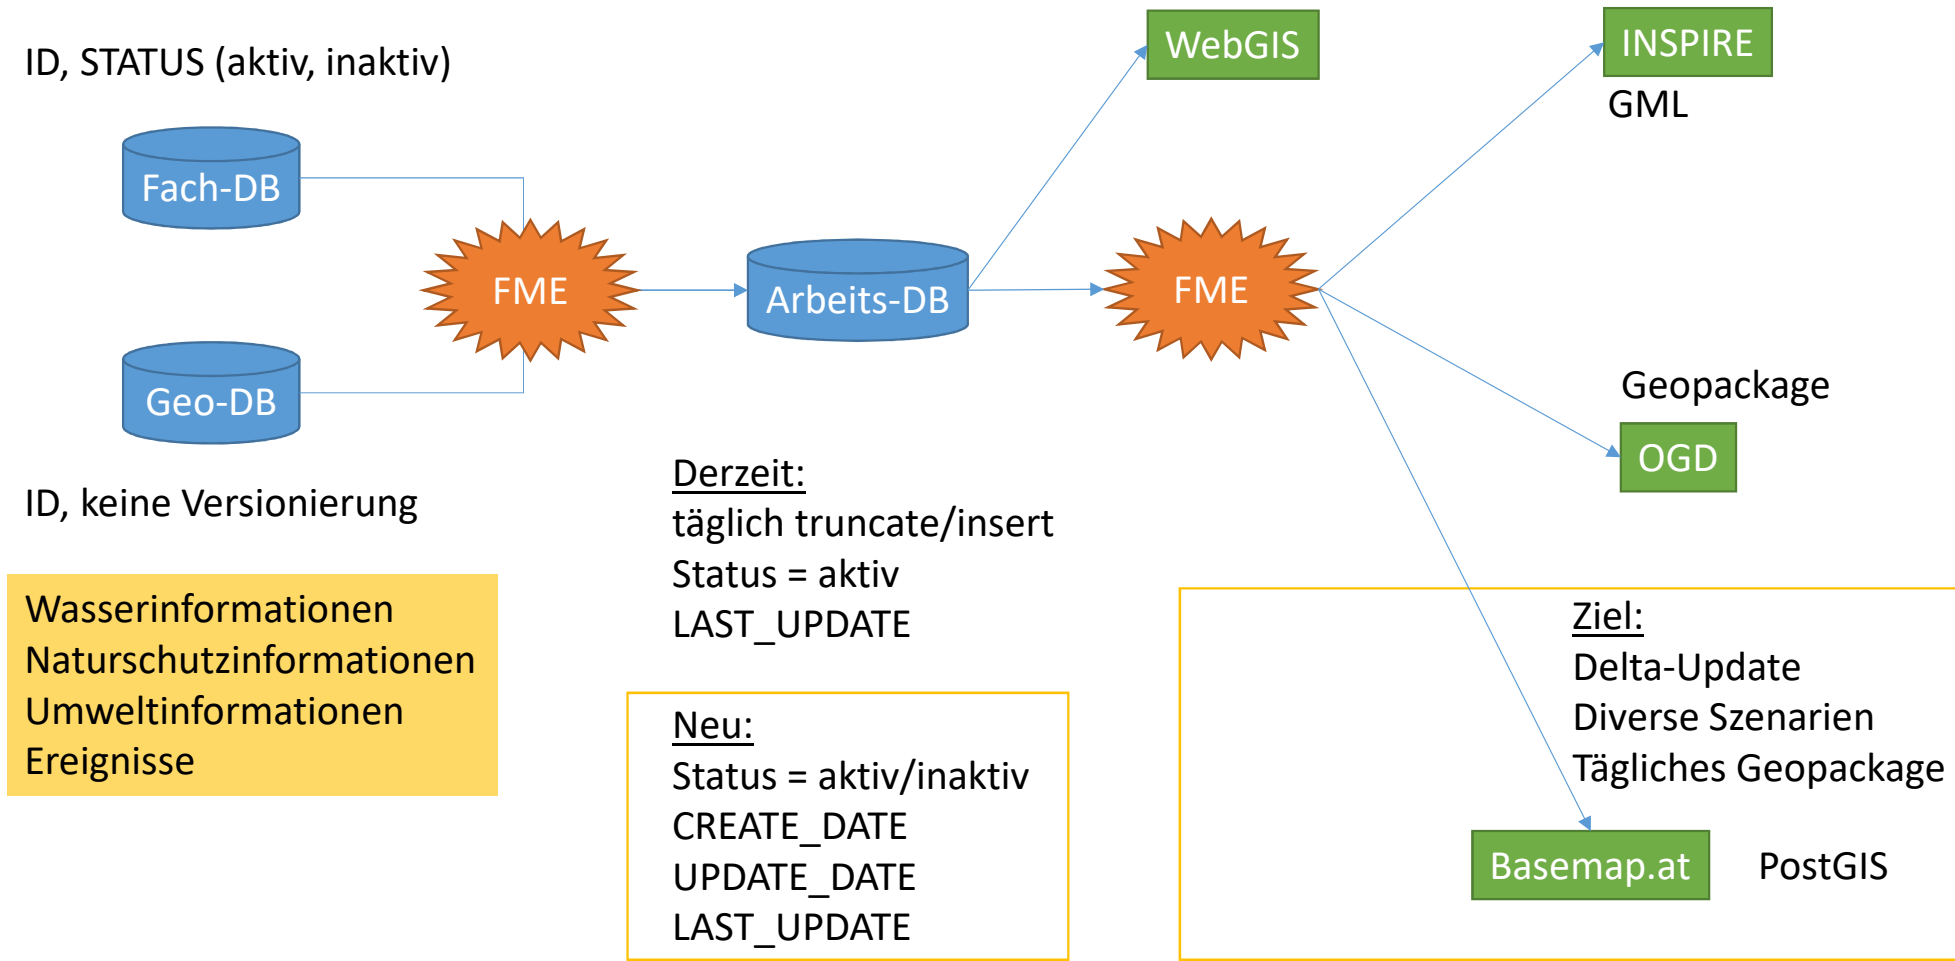 ID, STATUS (aktiv, inaktiv)
Fach-DB
Geo-DB
ID, keine Versionierung
Wasserinformationen
Naturschutzinformationen
Umweltinformationen
Ereignisse
FME
Arbeits-DB
Derzeit:
täglich truncate/insert
Status = aktiv
LAST_UPDATE
Neu:
Status = aktiv/inaktiv
CREATE_DATE
UPDATE_DATE
LAST_UPDATE
WebGIS
FME
INSPIRE
GML
Geopackage
OGD
Ziel:
Delta-Update
Diverse Szenarien
Tägliches Geopackage
Basemap.at
PostGIS